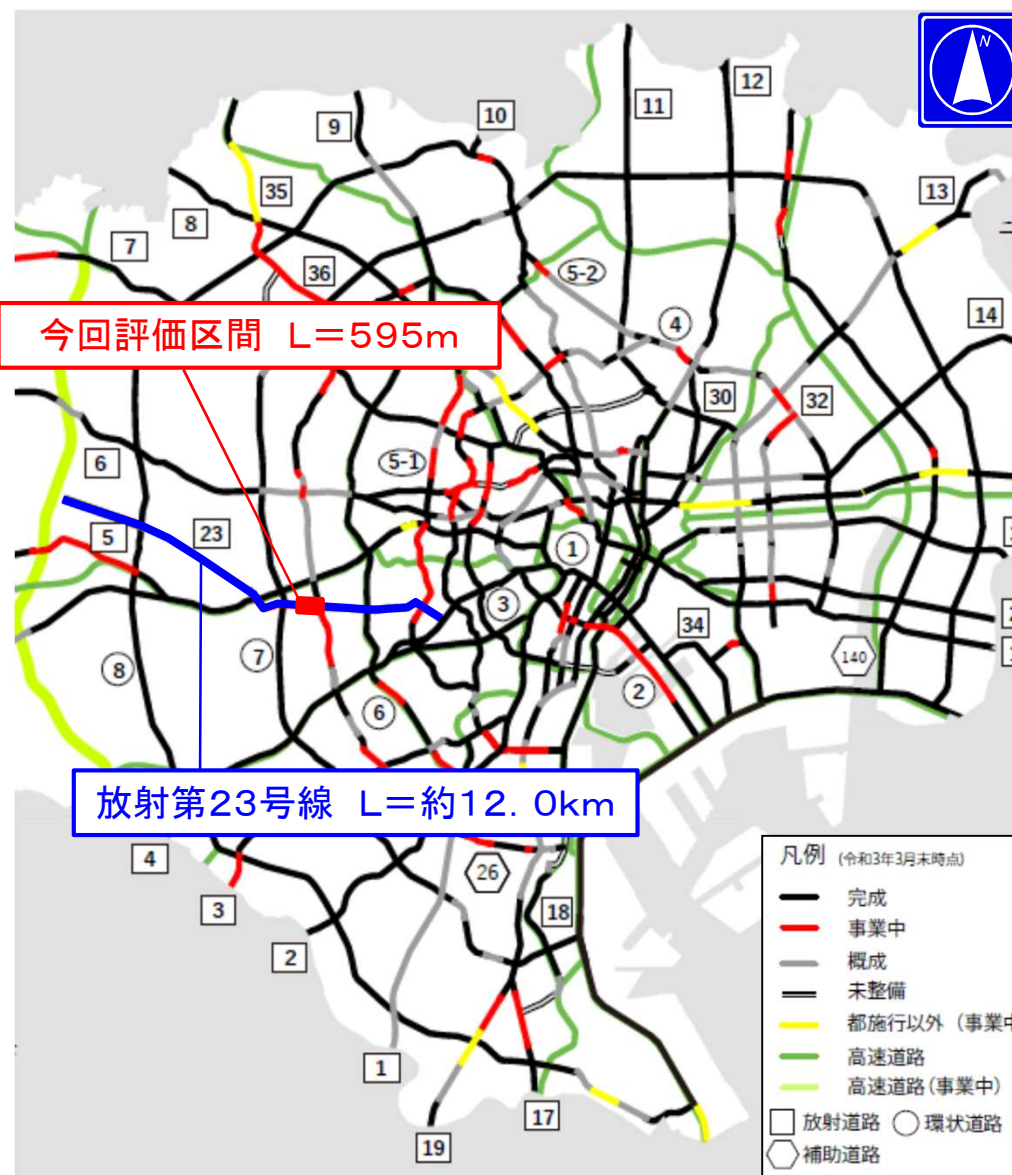 N
12
11
10
9
13
35
8
7
36
5-2
14
4
今回評価区間 L=595m
30
32
5-1
6
5
23
1
3
34
140
8
7
6
2
放射第23号線 L=約12.0km
4
3
26
18
2
1
17
19
凡例 (令和3年3月末時点)
完成
事業中
概成
未整備
都施行以外(事業中
高速道路
高速道路(事業中)
放射道路 環状道路
補助道路